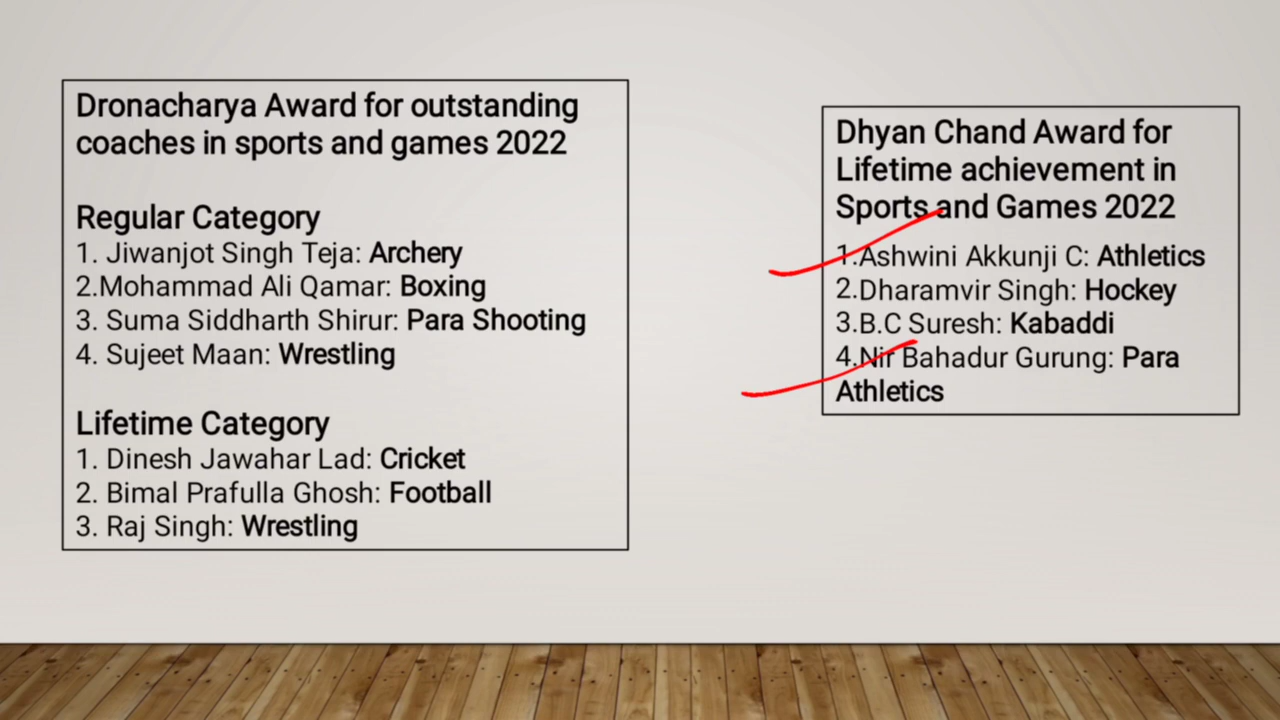 Dronacharya Award for outstanding
coaches in sports and games 2022
Regular Category
1. Jiwanjot Singh Teja: Archery
2.Mohammad Ali Qamar: Boxing
3. Suma Siddharth Shirur: Para Shooting
4. Sujeet Maan: Wrestling
Lifetime Category
1. Dinesh Jawahar Lad: Cricket
2. Bimal Prafulla Ghosh: Football
3. Raj Singh: Wrestling
Dhyan Chand Award for
Lifetime achievement in
Sports and Games 2022
1.Ashwini Akkunji C: Athletics
2.Dharamvir Singh: Hockey
3.B.C Suresh: Kabaddi
4.Nir Bahadur Gurung: Para
Athletics